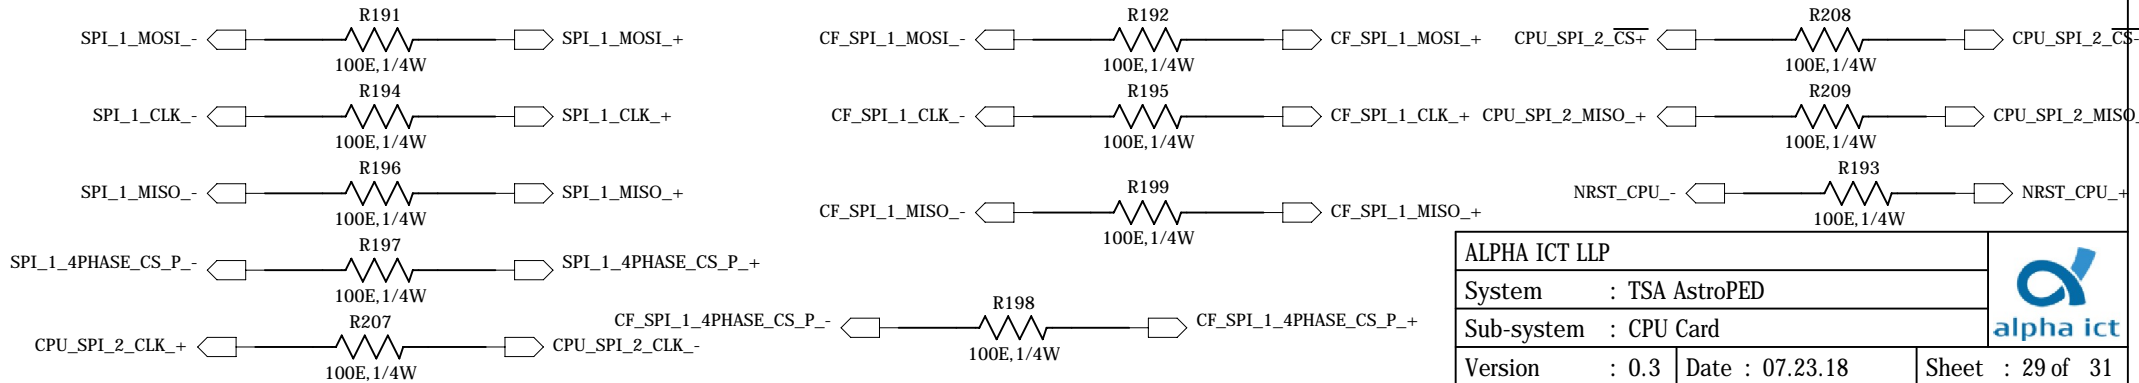 R191
SPI_1_MOSI_- SPI_1_MOSI_+
100E,1/4W
R194
SPI_1_CLK_- SPI_1_CLK_+
100E,1/4W
R196
SPI_1_MISO_- SPI_1_MISO_+
100E,1/4W
R197
SPI_1_4PHASE_CS_P_- SPI_1_4PHASE_CS_P_+
100E,1/4W
R207
CPU_SPI_2_CLK_+ CPU_SPI_2_CLK_-
100E,1/4W
R192
CF_SPI_1_MOSI_- CF_SPI_1_MOSI_+
100E,1/4W
R195
CF_SPI_1_CLK_- CF_SPI_1_CLK_+
100E,1/4W
R199
CF_SPI_1_MISO_- CF_SPI_1_MISO_+
100E,1/4W
R198
CF_SPI_1_4PHASE_CS_P_- CF_SPI_1_4PHASE_CS_P_+
100E,1/4W
R208
CPU_SPI_2_CS+ CPU_SPI_2_CS-
100E,1/4W
R209
CPU_SPI_2_MISO_+ CPU_SPI_2_MISO_
100E,1/4W
R193
NRST_CPU_- NRST_CPU_+
100E,1/4W
ALPHA ICT LLP
System : TSA AstroPED
Sub-system : CPU Card
Version : 0.3 Date : 07.23.18 Sheet : 29 of 31
alpha ict